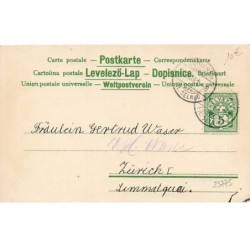 Carte postale — Postkarte — Correspondenzkarte
Cartolina postale — Levelező-Lap — Dopisnice. Briefkaart
Union postale universelle — Weltpostverein — Unione postale universale
5
Fräulein Gertrud Waser
Zürich I
Limmatquai.